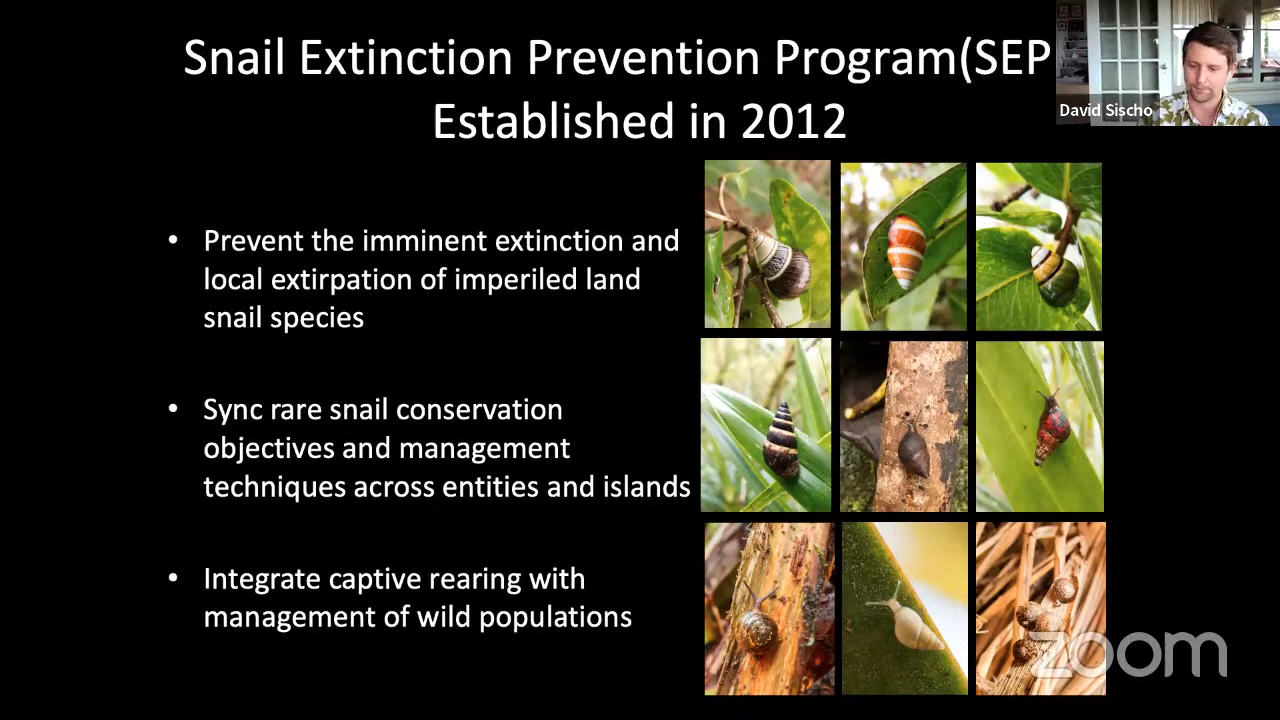 Snail Extinction Prevention Program(SEP
Established in 2012
David Sischo
• Prevent the imminent extinction and
local extirpation of imperiled land
snail species
• Sync rare snail conservation
objectives and management
techniques across entities and islands
• Integrate captive rearing with
management of wild populations
zoom